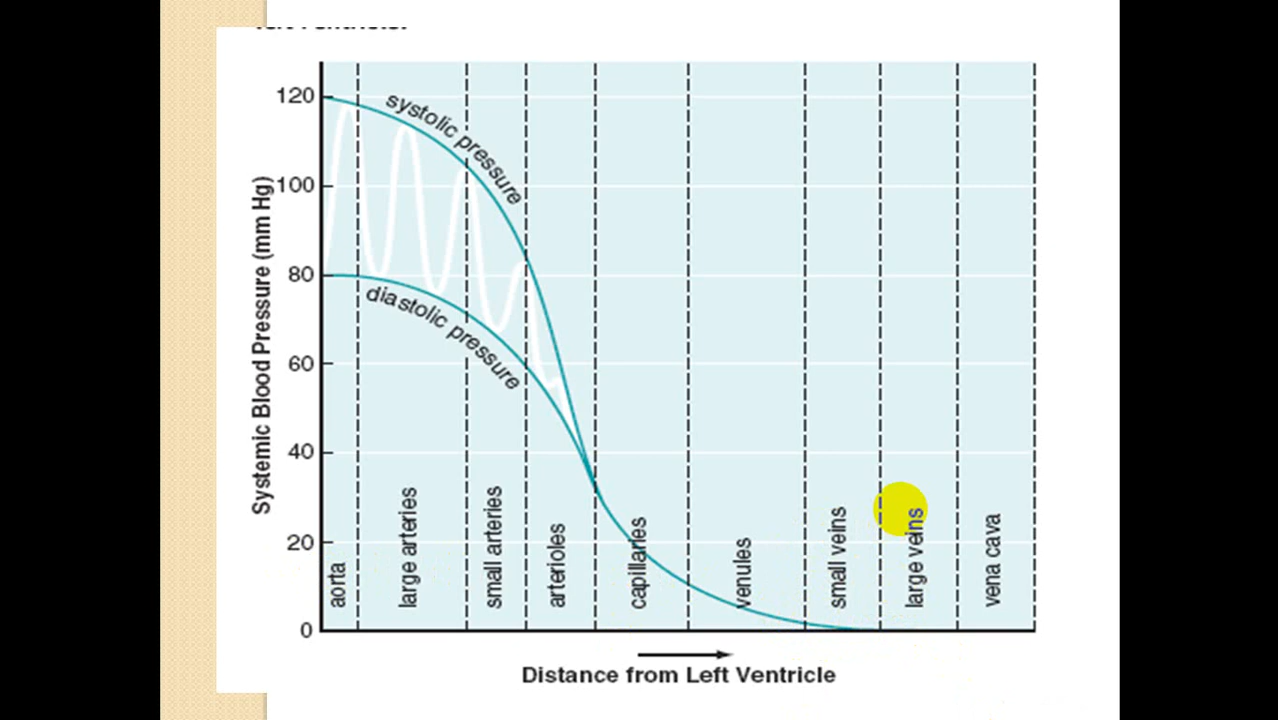 120
100
80
60
40
20
0
Systemic Blood Pressure (mm Hg)
systolic pressure
diastolic pressure
aorta
large arteries
small arteries
arterioles
capillaries
venules
small veins
large veins
vena cava
Distance from Left Ventricle